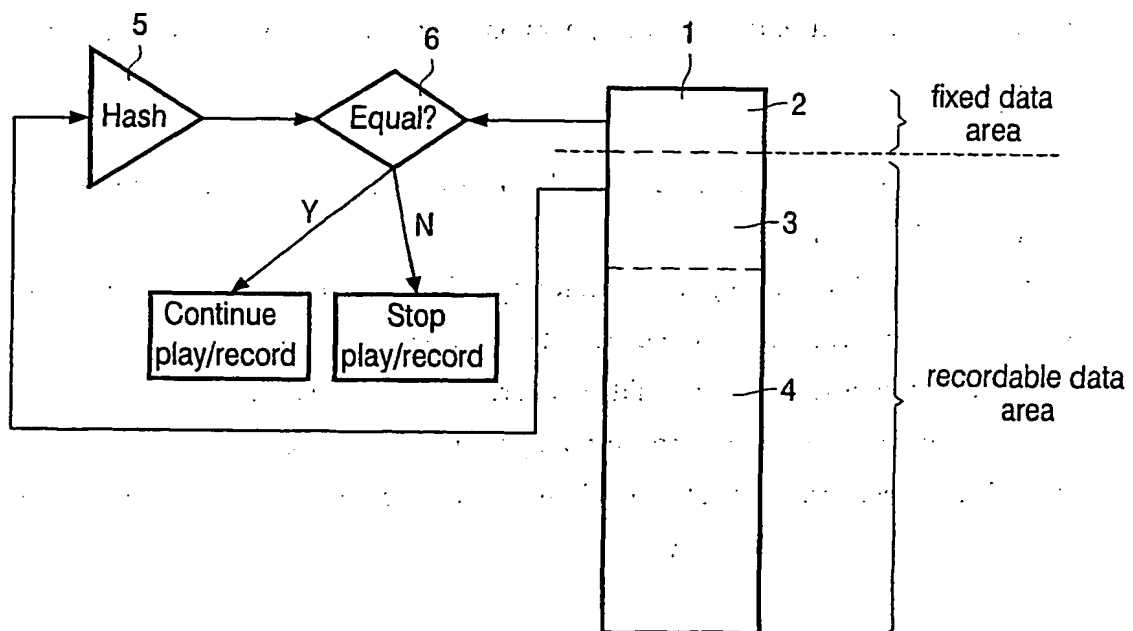 5
6
1
Hash
Equal?
2
fixed data
area
Y
N
3
Continue
play/record
Stop
play/record
4
recordable data
area